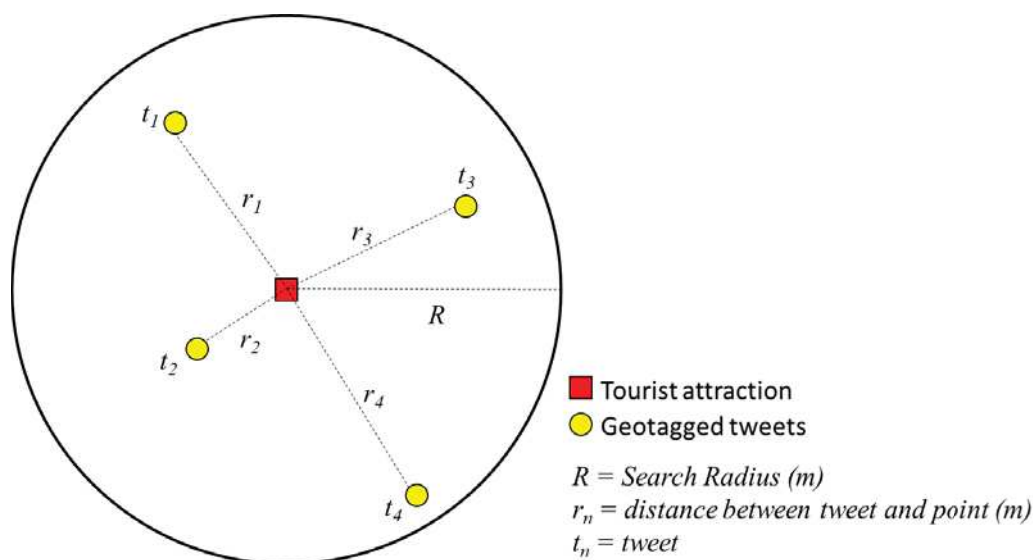 t₁
t₃
r₁
r₃
R
r₂
t₂
r₄
Tourist attraction
Geotagged tweets
t₄
R = Search Radius (m)
rₙ = distance between tweet and point (m)
tₙ = tweet